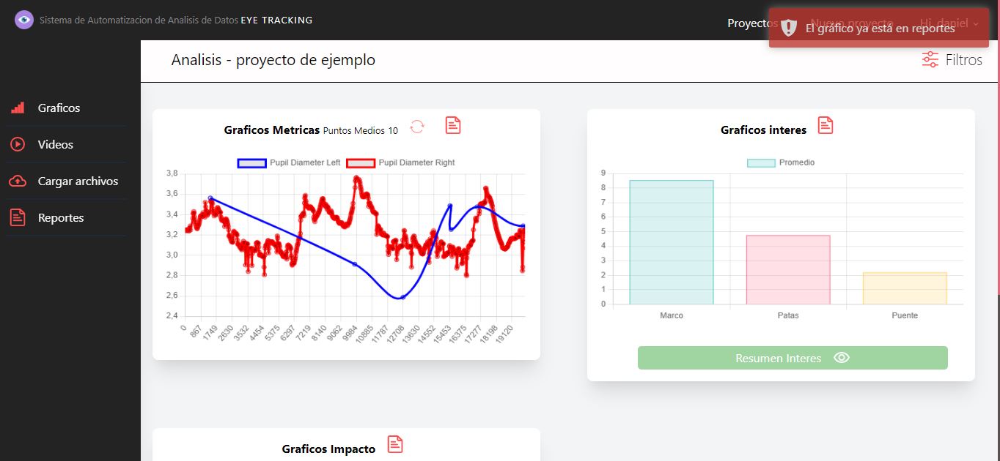 Sistema de Automatizacion de Analisis de Datos EYE TRACKING
Proyectos Nuevo proyecto Hi, daniel
El gráfico ya está en reportes
Analisis - proyecto de ejemplo
Filtros
Graficos
Videos
Cargar archivos
Reportes
Graficos Metricas Puntos Medios 10
Pupil Diameter Left Pupil Diameter Right
3,8
3,6
3,4
3,2
3,0
2,8
2,6
2,4
0 867 1749 2630 3532 4454 5375 6297 7219 8140 9062 9984 10885 11787 12708 13630 14552 15453 16375 17277 18198 19120
Graficos interes
Promedio
9
8
7
6
5
4
3
2
1
0
Marco Patas Puente
Resumen Interes
Graficos Impacto